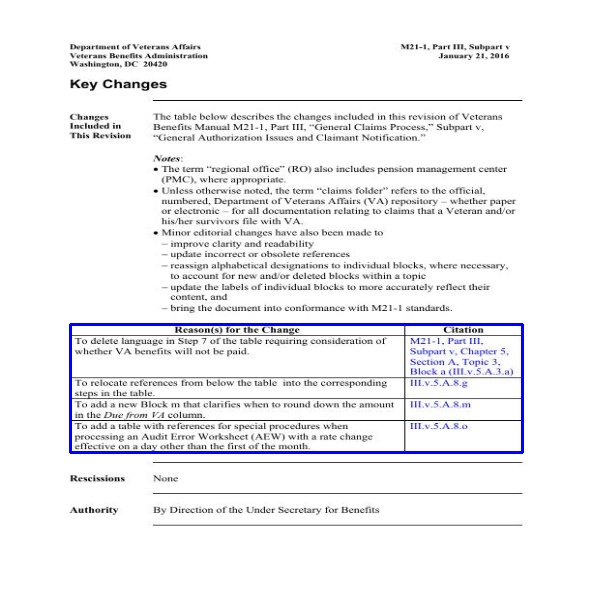 Department of Veterans Affairs M21-1, Part III, Subpart v
Veterans Benefits Administration January 21, 2016
Washington, DC  20420
Key Changes
Changes Included in This Revision
The table below describes the changes included in this revision of Veterans
Benefits Manual M21-1, Part III, “General Claims Process,” Subpart v,
“General Authorization Issues and Claimant Notification.”
Notes:
• The term “regional office” (RO) also includes pension management center
(PMC), where appropriate.
• Unless otherwise noted, the term “claims folder” refers to the official,
numbered, Department of Veterans Affairs (VA) repository – whether paper
or electronic – for all documentation relating to claims that a Veteran and/or
his/her survivors file with VA.
• Minor editorial changes have also been made to
– improve clarity and readability
– update incorrect or obsolete references
– reassign alphabetical designations to individual blocks, where necessary,
to account for new and/or deleted blocks within a topic
– update the labels of individual blocks to more accurately reflect their
content, and
– bring the document into conformance with M21-1 standards.
Reason(s) for the Change Citation
To delete language in Step 7 of the table requiring consideration of
whether VA benefits will not be paid.
M21-1, Part III,
Subpart v, Chapter 5,
Section A, Topic 3,
Block a (III.v.5.A.3.a)
To relocate references from below the table  into the corresponding
steps in the table.
III.v.5.A.8.g
To add a new Block m that clarifies when to round down the amount
in the Due from VA column.
III.v.5.A.8.m
To add a table with references for special procedures when
processing an Audit Error Worksheet (AEW) with a rate change
effective on a day other than the first of the month.
III.v.5.A.8.o
Rescissions None
Authority By Direction of the Under Secretary for Benefits